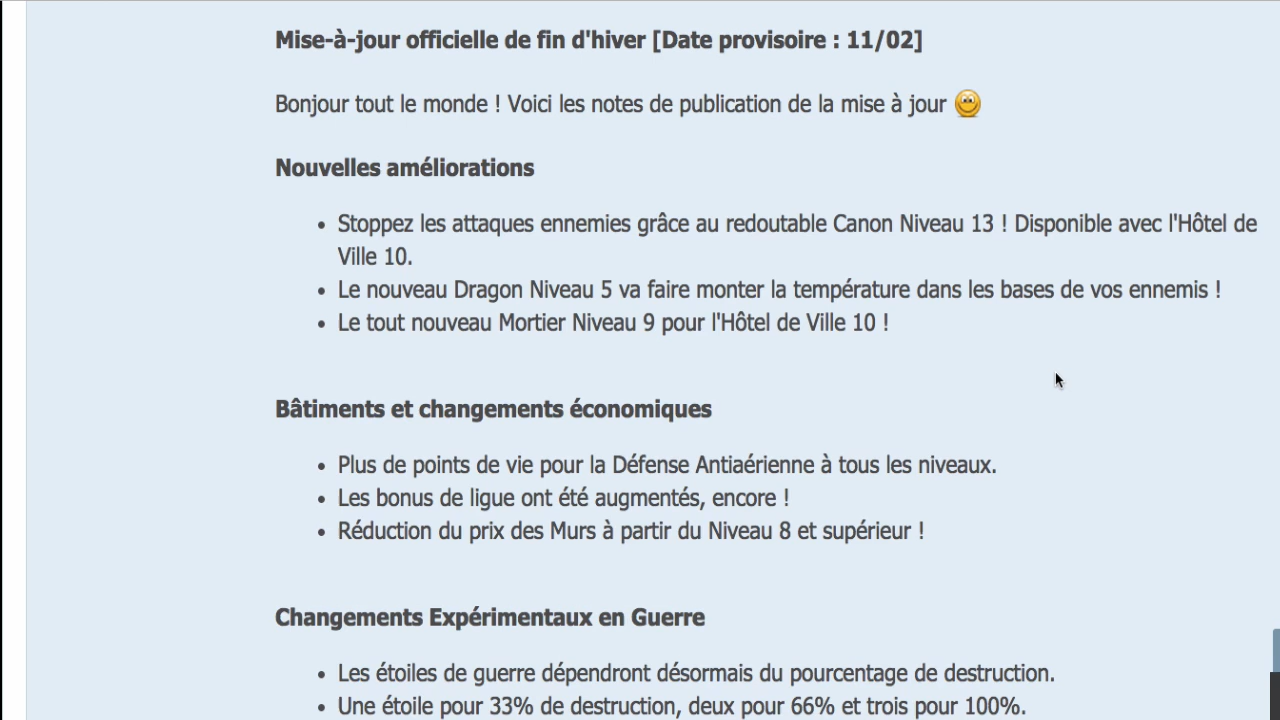 Mise-à-jour officielle de fin d'hiver [Date provisoire : 11/02]
Bonjour tout le monde ! Voici les notes de publication de la mise à jour
Nouvelles améliorations
• Stoppez les attaques ennemies grâce au redoutable Canon Niveau 13 ! Disponible avec l'Hôtel de
Ville 10.
• Le nouveau Dragon Niveau 5 va faire monter la température dans les bases de vos ennemis !
• Le tout nouveau Mortier Niveau 9 pour l'Hôtel de Ville 10 !
Bâtiments et changements économiques
• Plus de points de vie pour la Défense Antiaérienne à tous les niveaux.
• Les bonus de ligue ont été augmentés, encore !
• Réduction du prix des Murs à partir du Niveau 8 et supérieur !
Changements Expérimentaux en Guerre
• Les étoiles de guerre dépendront désormais du pourcentage de destruction.
• Une étoile pour 33% de destruction, deux pour 66% et trois pour 100%.